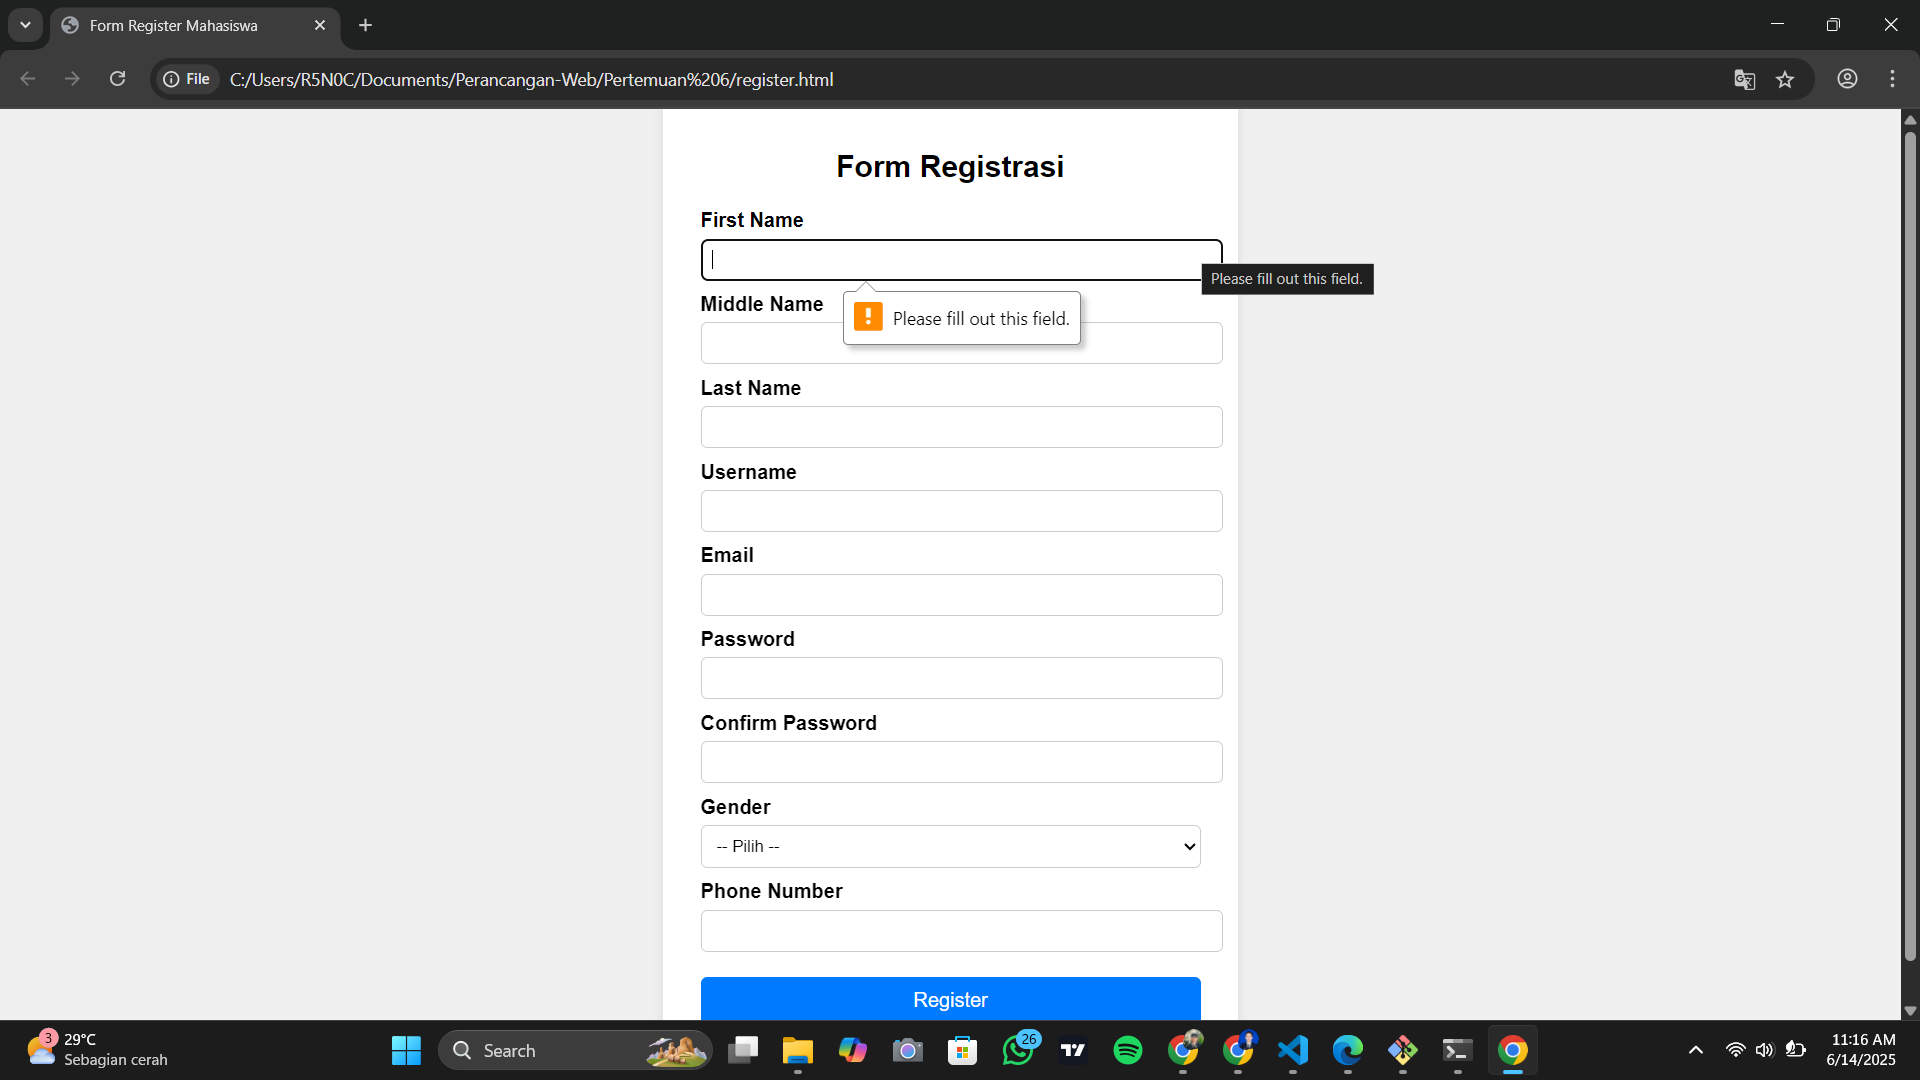 Form Register Mahasiswa
File
C:/Users/R5N0C/Documents/Perancangan-Web/Pertemuan%206/register.html
Form Registrasi
First Name
Please fill out this field.
Middle Name
Please fill out this field.
Last Name
Username
Email
Password
Confirm Password
Gender
-- Pilih --
Phone Number
Register
3
29°C
Sebagian cerah
Search
26
11:16 AM
6/14/2025